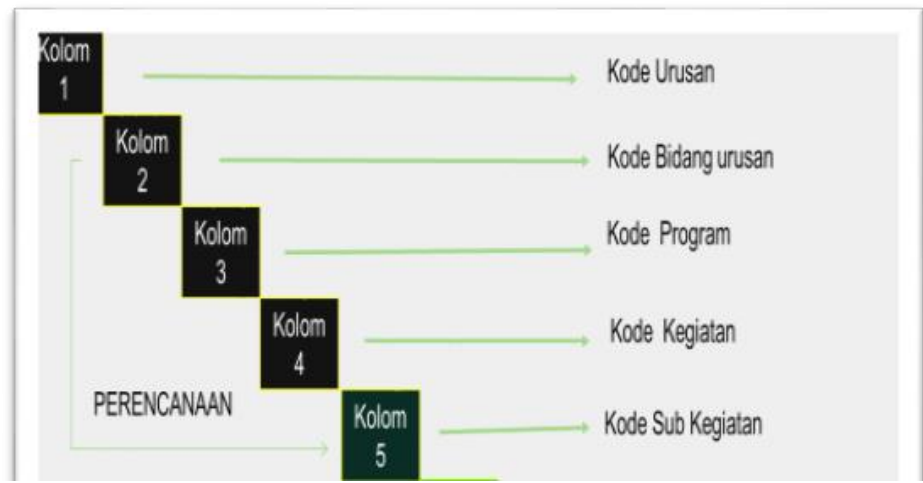 Kolom
1
Kode Urusan
Kolom
2
Kode Bidang urusan
Kolom
3
Kode Program
Kolom
4
Kode Kegiatan
PERENCANAAN
Kolom
5
Kode Sub Kegiatan